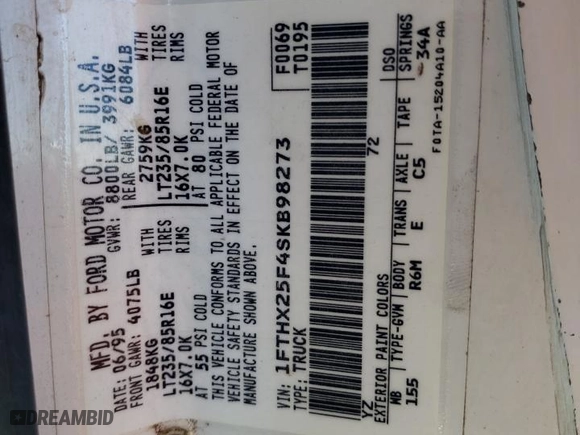 MFD. BY FORD MOTOR CO. IN U.S.A.
06/95 GVWR: 8800LB/ 3991KG
FRONT GAWR: 4075LB REAR GAWR: 6084LB
1848KG WITH 2759KG WITH
LT235/85R16E TIRES LT235/85R16E TIRES
16X7.0K RIMS 16X7.0K RIMS
AT 55 PSI COLD AT 80 PSI COLD
THIS VEHICLE CONFORMS TO ALL APPLICABLE FEDERAL MOTOR
VEHICLE SAFETY STANDARDS IN EFFECT ON THE DATE OF
MANUFACTURE SHOWN ABOVE.
F0069
T0195
VIN: 1FTHX25F4SKB98273
TYPE: TRUCK
YZ 72
EXTERIOR PAINT COLORS DSO
WB TYPE-GVW BODY TRANS AXLE TAPE SPRINGS
155 R6M E C5 34A
F0TA-15204A10-AA
DREAMBID